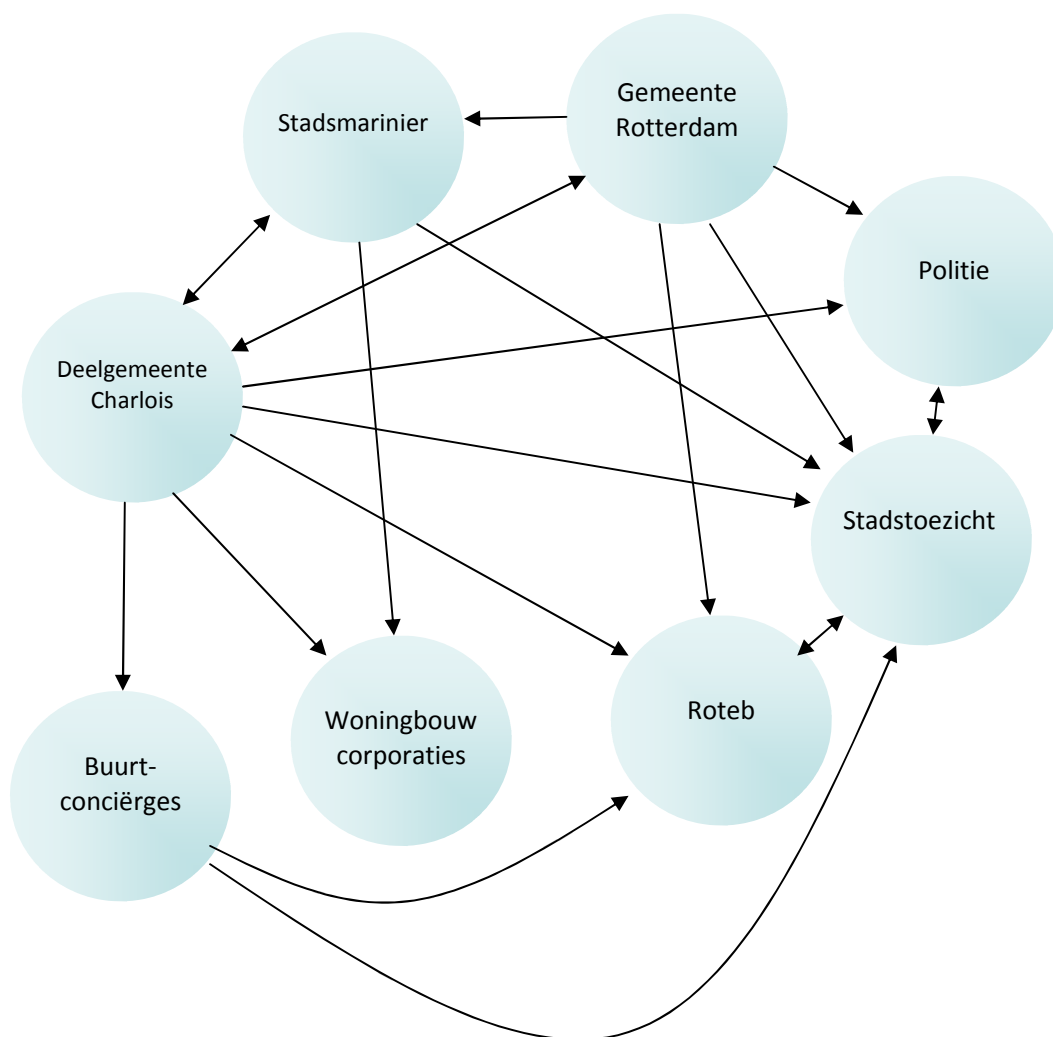 Stadsmarinier
Gemeente
Rotterdam
Politie
Deelgemeente
Charlois
Stadstoezicht
Woningbouw
corporaties
Roteb
Buurt-
conciërges